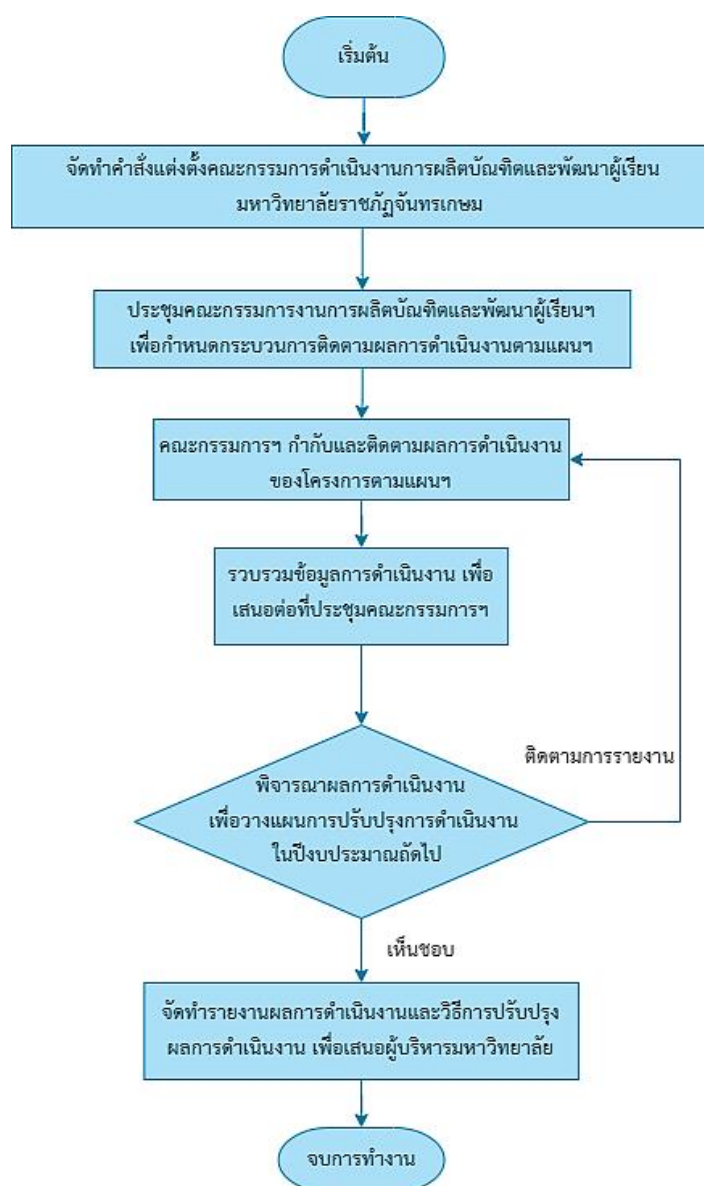 เริ่มต้น
จัดทำคำสั่งแต่งตั้งคณะกรรมการดำเนินงานการผลิตบัณฑิตและพัฒนาผู้เรียน
มหาวิทยาลัยราชภัฏจันทรเกษม
ประชุมคณะกรรมการงานการผลิตบัณฑิตและพัฒนาผู้เรียนฯ
เพื่อกำหนดกระบวนการติดตามผลการดำเนินงานตามแผนฯ
คณะกรรมการฯ กำกับและติดตามผลการดำเนินงาน
ของโครงการตามแผนฯ
รวบรวมข้อมูลการดำเนินงาน เพื่อ
เสนอต่อที่ประชุมคณะกรรมการฯ
ติดตามการรายงาน
พิจารณาผลการดำเนินงาน
เพื่อวางแผนการปรับปรุงการดำเนินงาน
ในปีงบประมาณถัดไป
เห็นชอบ
จัดทำรายงานผลการดำเนินงานและวิธีการปรับปรุง
ผลการดำเนินงาน เพื่อเสนอผู้บริหารมหาวิทยาลัย
จบการทำงาน